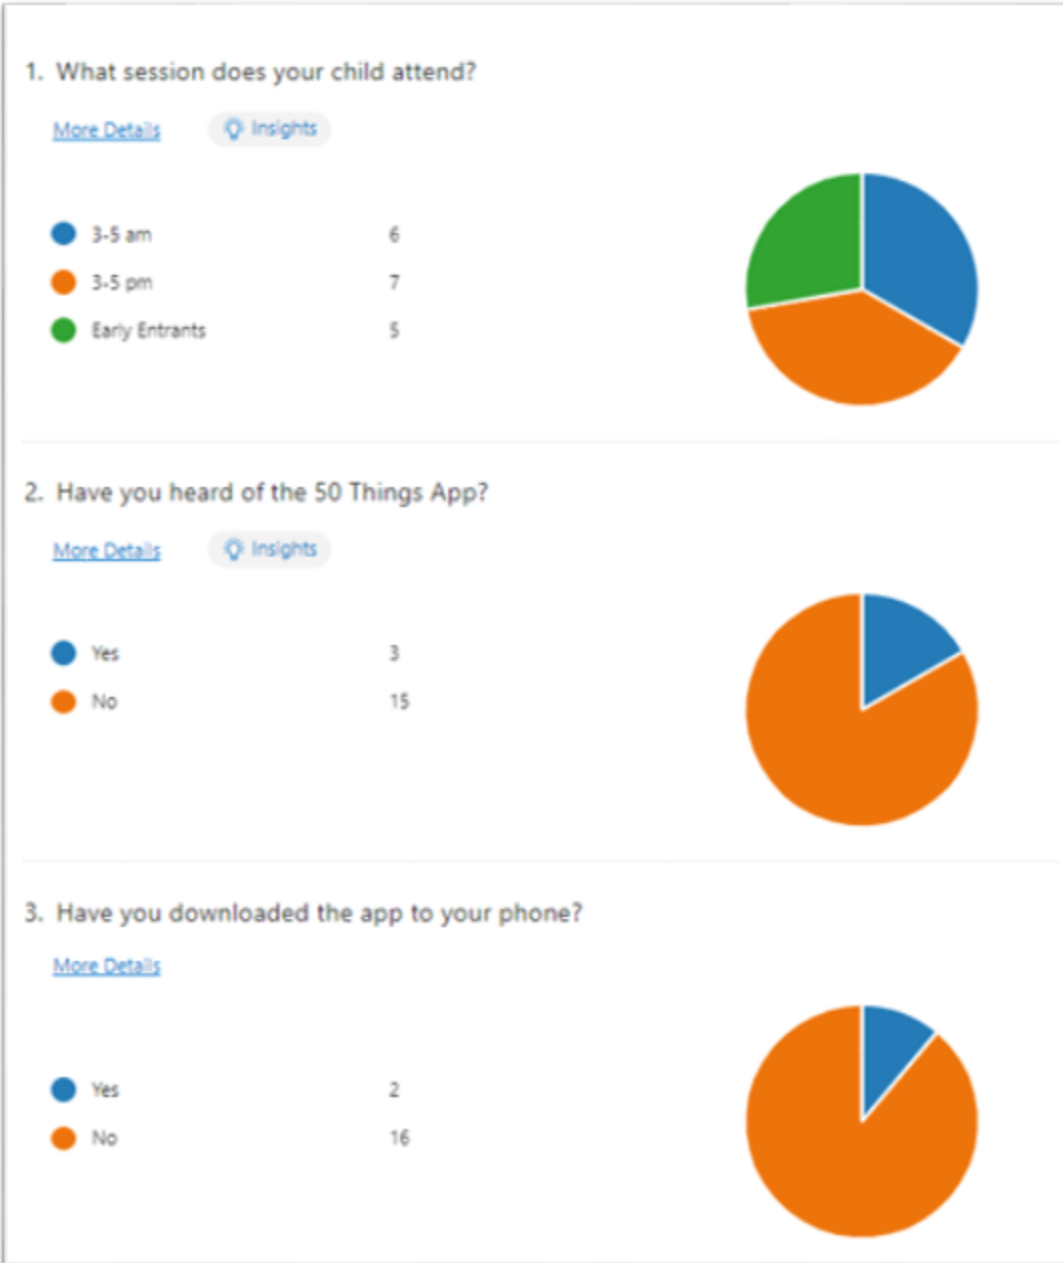 1. What session does your child attend?
More Details Insights
3-5 am 6
3-5 pm 7
Early Entrants 5
2. Have you heard of the 50 Things App?
More Details Insights
Yes 3
No 15
3. Have you downloaded the app to your phone?
More Details
Yes 2
No 16